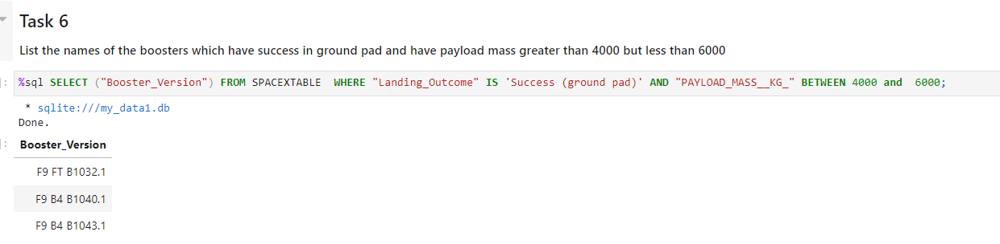 Task 6
List the names of the boosters which have success in ground pad and have payload mass greater than 4000 but less than 6000
]: %sql SELECT ("Booster_Version") FROM SPACEXTABLE  WHERE "Landing_Outcome" IS 'Success (ground pad)' AND "PAYLOAD_MASS__KG_" BETWEEN 4000 and  6000;
* sqlite:///my_data1.db
Done.
]: Booster_Version
F9 FT B1032.1
F9 B4 B1040.1
F9 B4 B1043.1